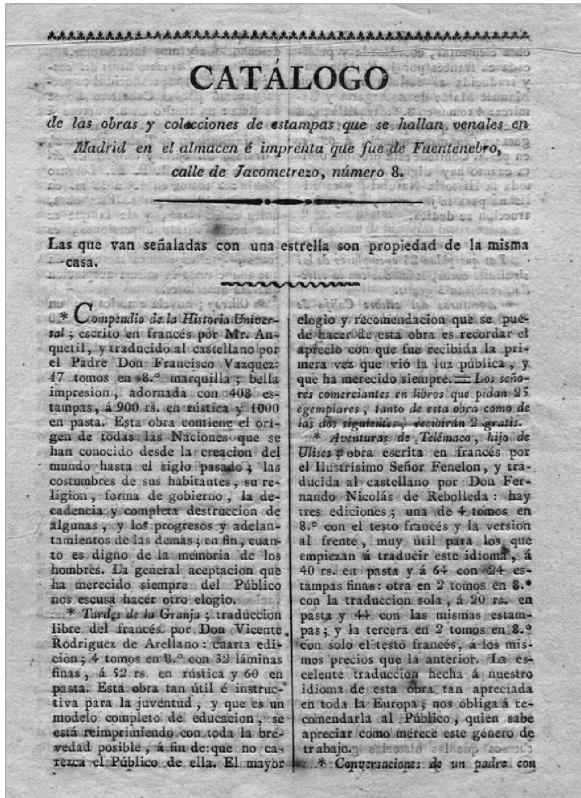 CATÁLOGO
de las obras y colecciones de estampas que se hallan venales en
Madrid en el almacen é imprenta que fue de Fuentenebro,
calle de Jacometrezo, número 8.
Las que van señaladas con una estrella son propiedad de la misma
casa.
* Compendio de la Historia Univer-
sal; escrito en francés por Mr. An-
quetil, y traducido al castellano por
el Padre Don Francisco Vazquez:
47 tomos en 8.º marquilla; bella
impresion, adornada con 408 es-
tampas, á 900 rs. en rústica y 1000
en pasta. Esta obra contiene el orí-
gen de todas las Naciones que se
han conocido desde la creacion del
mundo hasta el siglo pasado; las
costumbres de sus habitantes, su re-
ligion, forma de gobierno, la de-
cadencia y completa destruccion de
algunas, y los progresos y adelan-
tamientos de las demas; en fin, cuan-
to es digno de la memoria de los
hombres. La general aceptacion que
ha merecido siempre del Público
nos escusa hacer otro elogio.
* Tardes de la Granja; traduccion
libre del francés por Don Vicente
Rodriguez de Arellano: cuarta edi-
cion; 4 tomos en 8.º con 32 láminas
finas, á 52 rs. en rústica y 60 en
pasta. Esta obra tan útil é instruc-
tiva para la juventud, y que es un
modelo completo de educacion, se
está reimprimiendo con toda la bre-
vedad posible, á fin de que no ca-
rezca el Público de ella. El mayor
elogio y recomendacion que se pue-
de hacer de esta obra es recordar el
aprecio con que fue recibida la pri-
mera vez que vió la luz pública, y
que ha merecido siempre. = Los seño-
res comerciantes en libros que pidan 25
egemplares, tanto de esta obra como de
las dos siguientes, recibirán 2 gratis.
* Aventuras de Telémaco, hijo de
Ulises; obra escrita en francés por
el Ilustrísimo Señor Fenelon, y tra-
ducida al castellano por Don Fer-
nando Nicolás de Rebolleda: hay
tres ediciones; una de 4 tomos en
8.º con el testo francés y la version
al frente, muy útil para los que
empiezan á traducir este idioma, á
40 rs. en pasta y á 64 con 24 es-
tampas finas: otra en 2 tomos en 8.º
con la traduccion sola, á 20 rs. en
pasta y 44 con las mismas estam-
pas; y la tercera en 2 tomos en 8.º
con solo el testo francés, á los mis-
mos precios que la anterior. La es-
celente traduccion hecha á nuestro
idioma de esta obra tan apreciada
en toda la Europa, nos obliga á re-
comendarla al Público, quien sabe
apreciar como merece este género de
trabajo.
* Conversaciones de un padre con